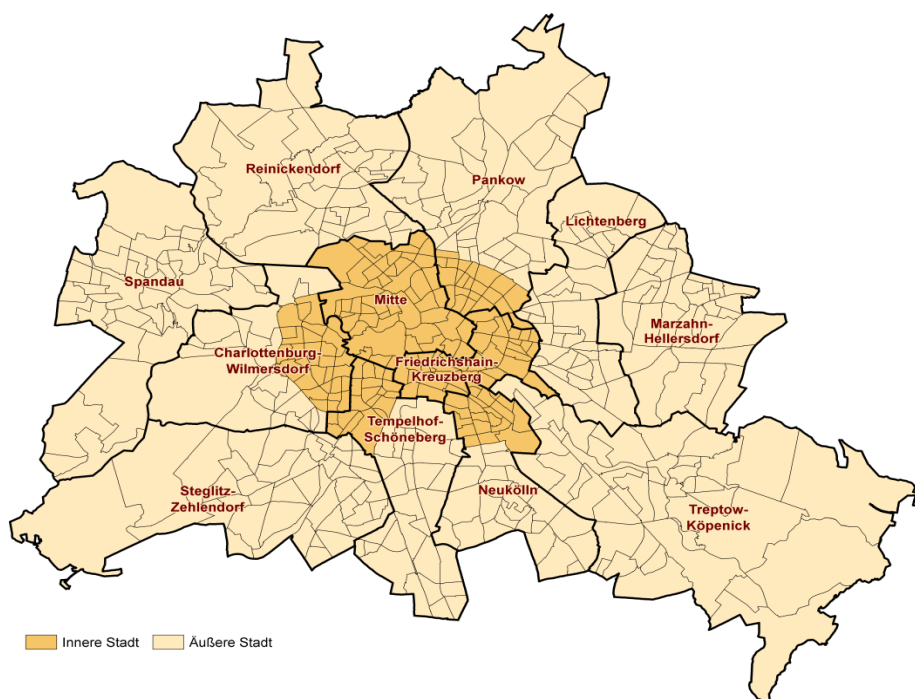 Reinickendorf
Pankow
Lichtenberg
Spandau
Mitte
Marzahn-
Hellersdorf
Charlottenburg-
Wilmersdorf
Friedrichshain-
Kreuzberg
Tempelhof-
Schöneberg
Steglitz-
Zehlendorf
Neukölln
Treptow-
Köpenick
Innere Stadt
Äußere Stadt